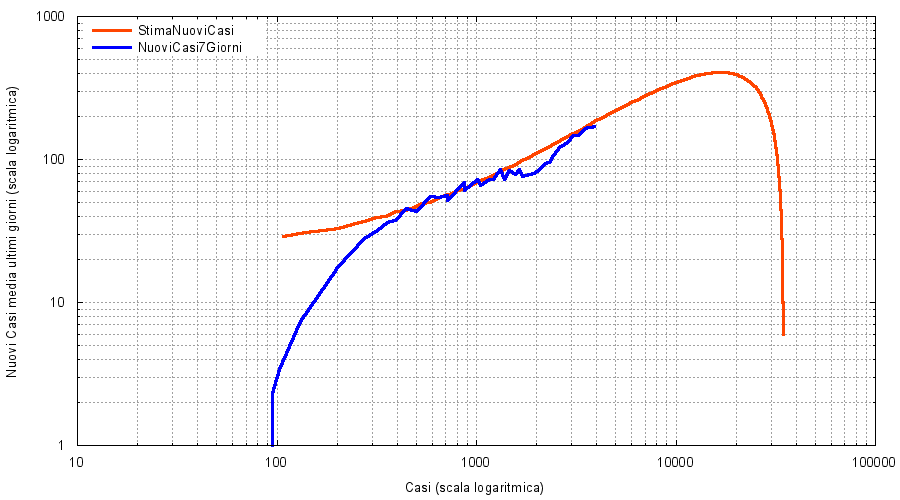 1000
StimaNuoviCasi
NuoviCasi7Giorni
100
10
1
Nuovi Casi media ultimi giorni (scala logaritmica)
10 100 1000 10000 100000
Casi (scala logaritmica)